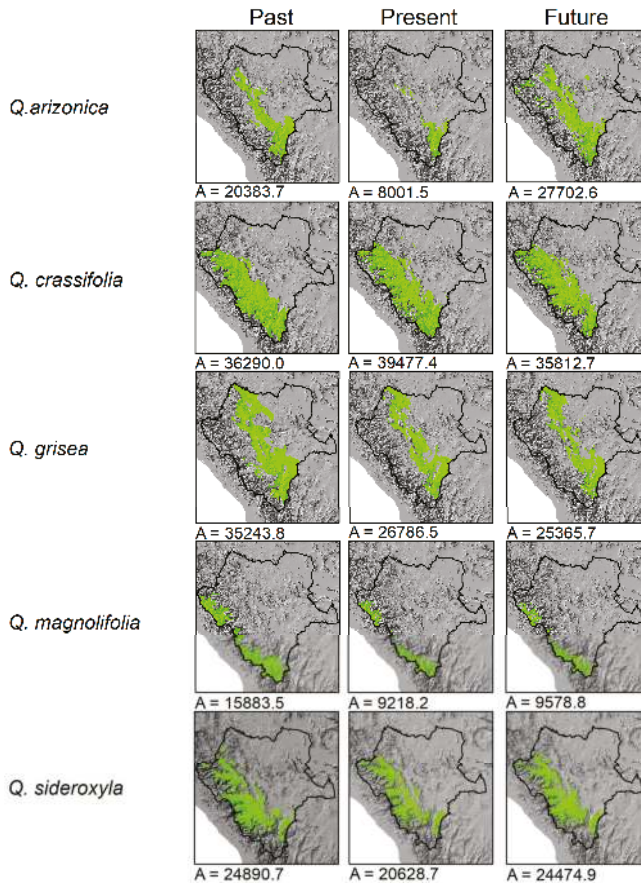 Past Present Future
Q.arizonica
A = 20383.7 A = 8001.5 A = 27702.6
Q. crassifolia
A = 36290.0 A = 39477.4 A = 35812.7
Q. grisea
A = 35243.8 A = 26786.5 A = 25365.7
Q. magnolifolia
A = 15883.5 A = 9218.2 A = 9578.8
Q. sideroxyla
A = 24890.7 A = 20628.7 A = 24474.9